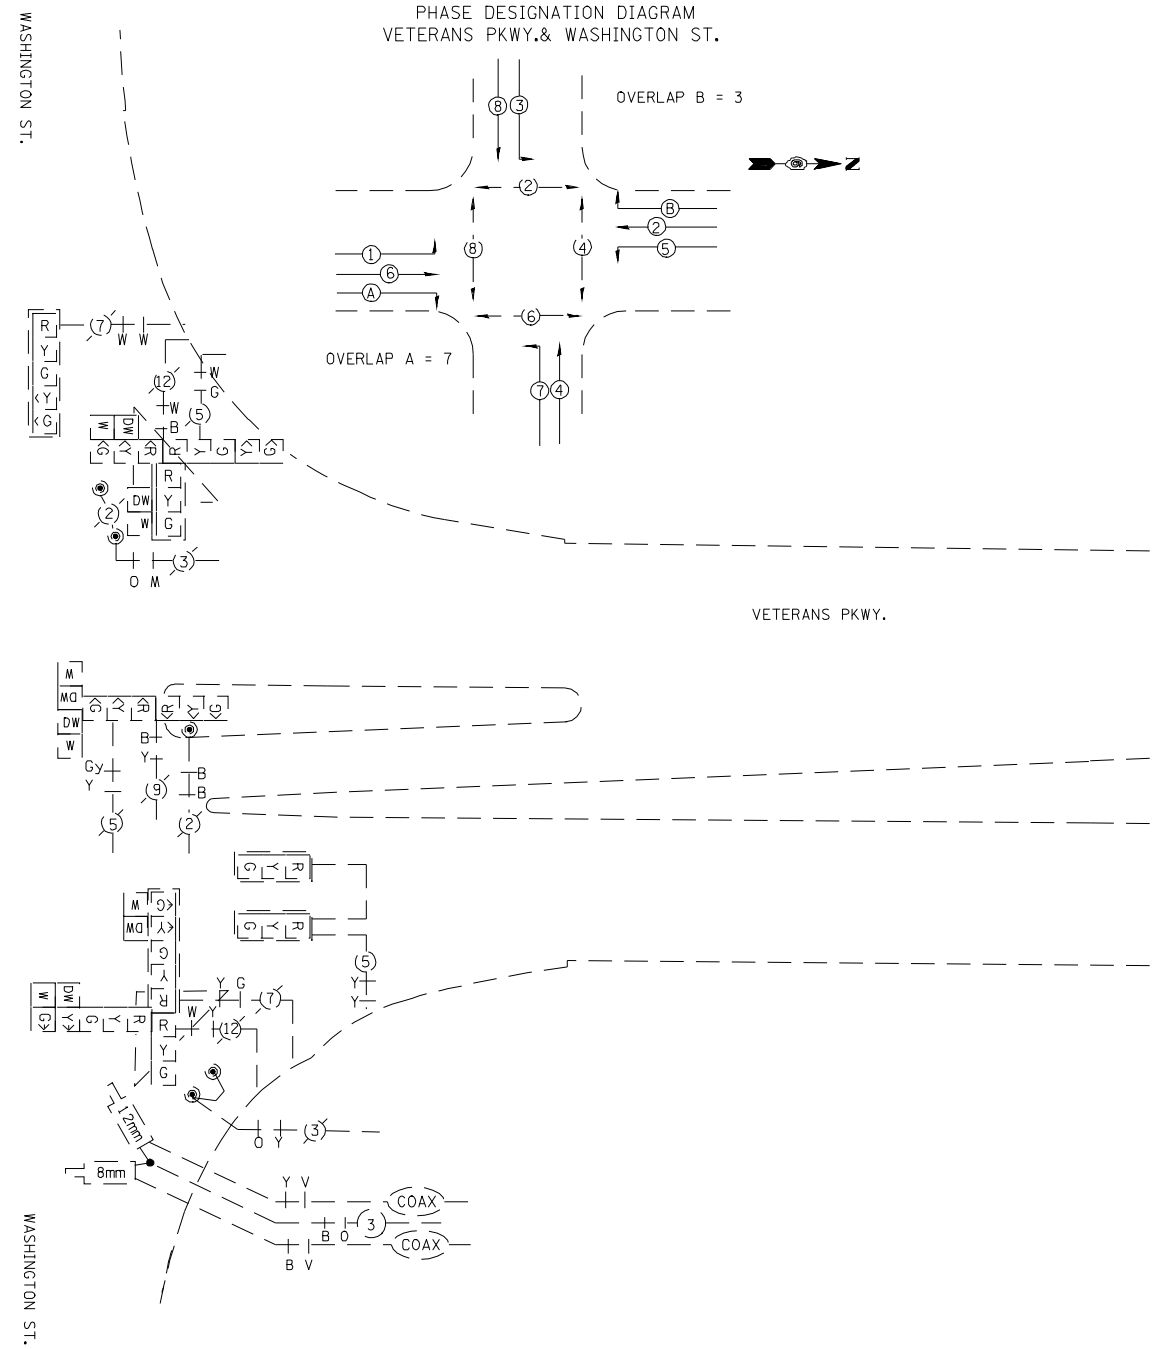 PHASE DESIGNATION DIAGRAM
VETERANS PKWY.& WASHINGTON ST.
WASHINGTON ST.
8 3
OVERLAP B = 3
N
2
B
2
5
8 4
1
6
A
6
OVERLAP A = 7
7 4
R 7
W W
Y
G
<Y
<G
12 W
G
W 5
B
W DW
<G <Y <R R Y G <Y <G
R
DW Y
W G
2
3
O W
VETERANS PKWY.
W
DW
DW
W
<G <Y <R R <Y <G
B
Y
Gy
Y
B
B
9
5 2
G Y R
W <G
DW <Y
G
Y
R
G Y R
5
Y
Y
W DW
G> Y> G Y R
Y G 7
W Y 12
R
Y
G
12mm
O Y 3
8mm
Y V COAX
B O 3
B V COAX
WASHINGTON ST.